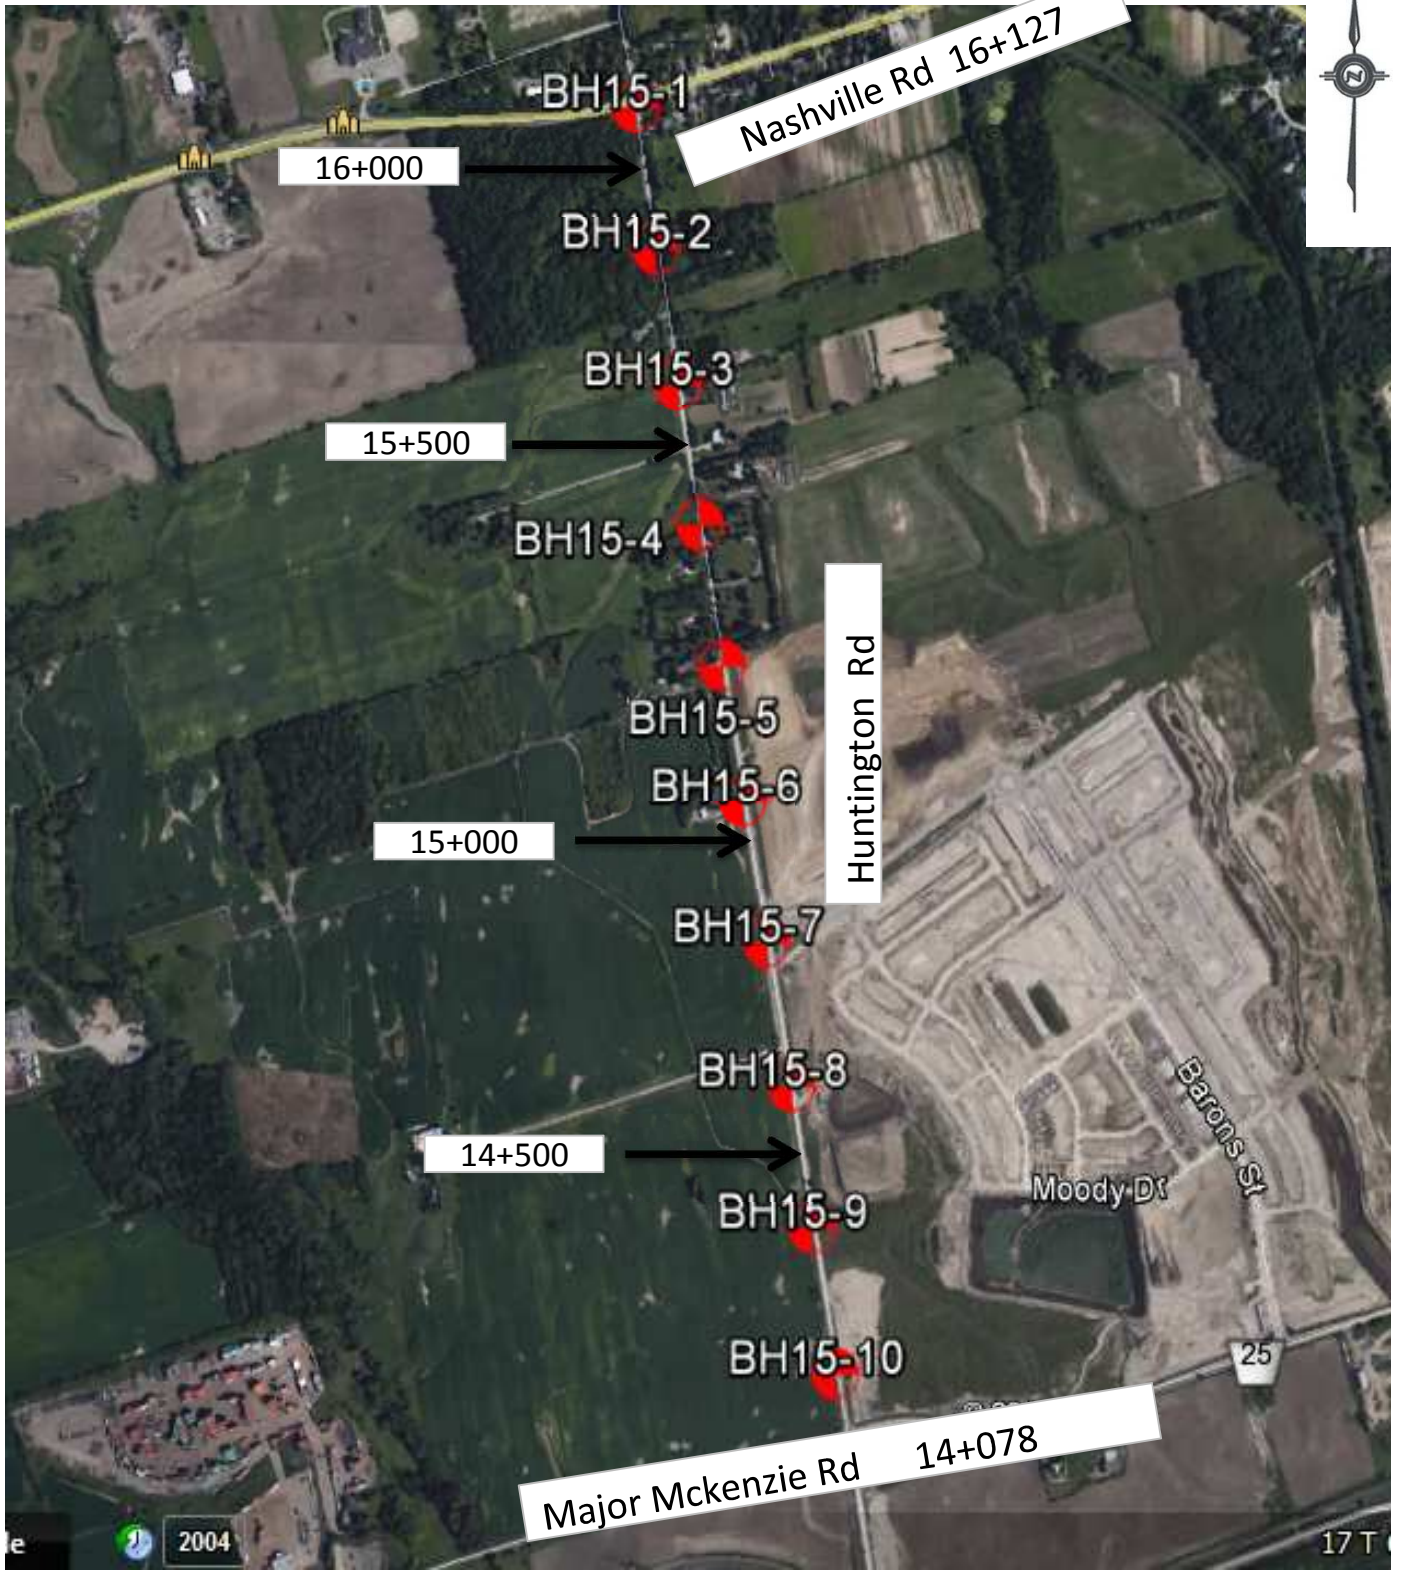 Nashville Rd 16+127
BH15-1
16+000
BH15-2
BH15-3
15+500
BH15-4
Huntington Rd
BH15-5
BH15-6
15+000
BH15-7
BH15-8
14+500
Barons St
Moody Dr
BH15-9
25
BH15-10
Major Mckenzie Rd 14+078
2004
17 T